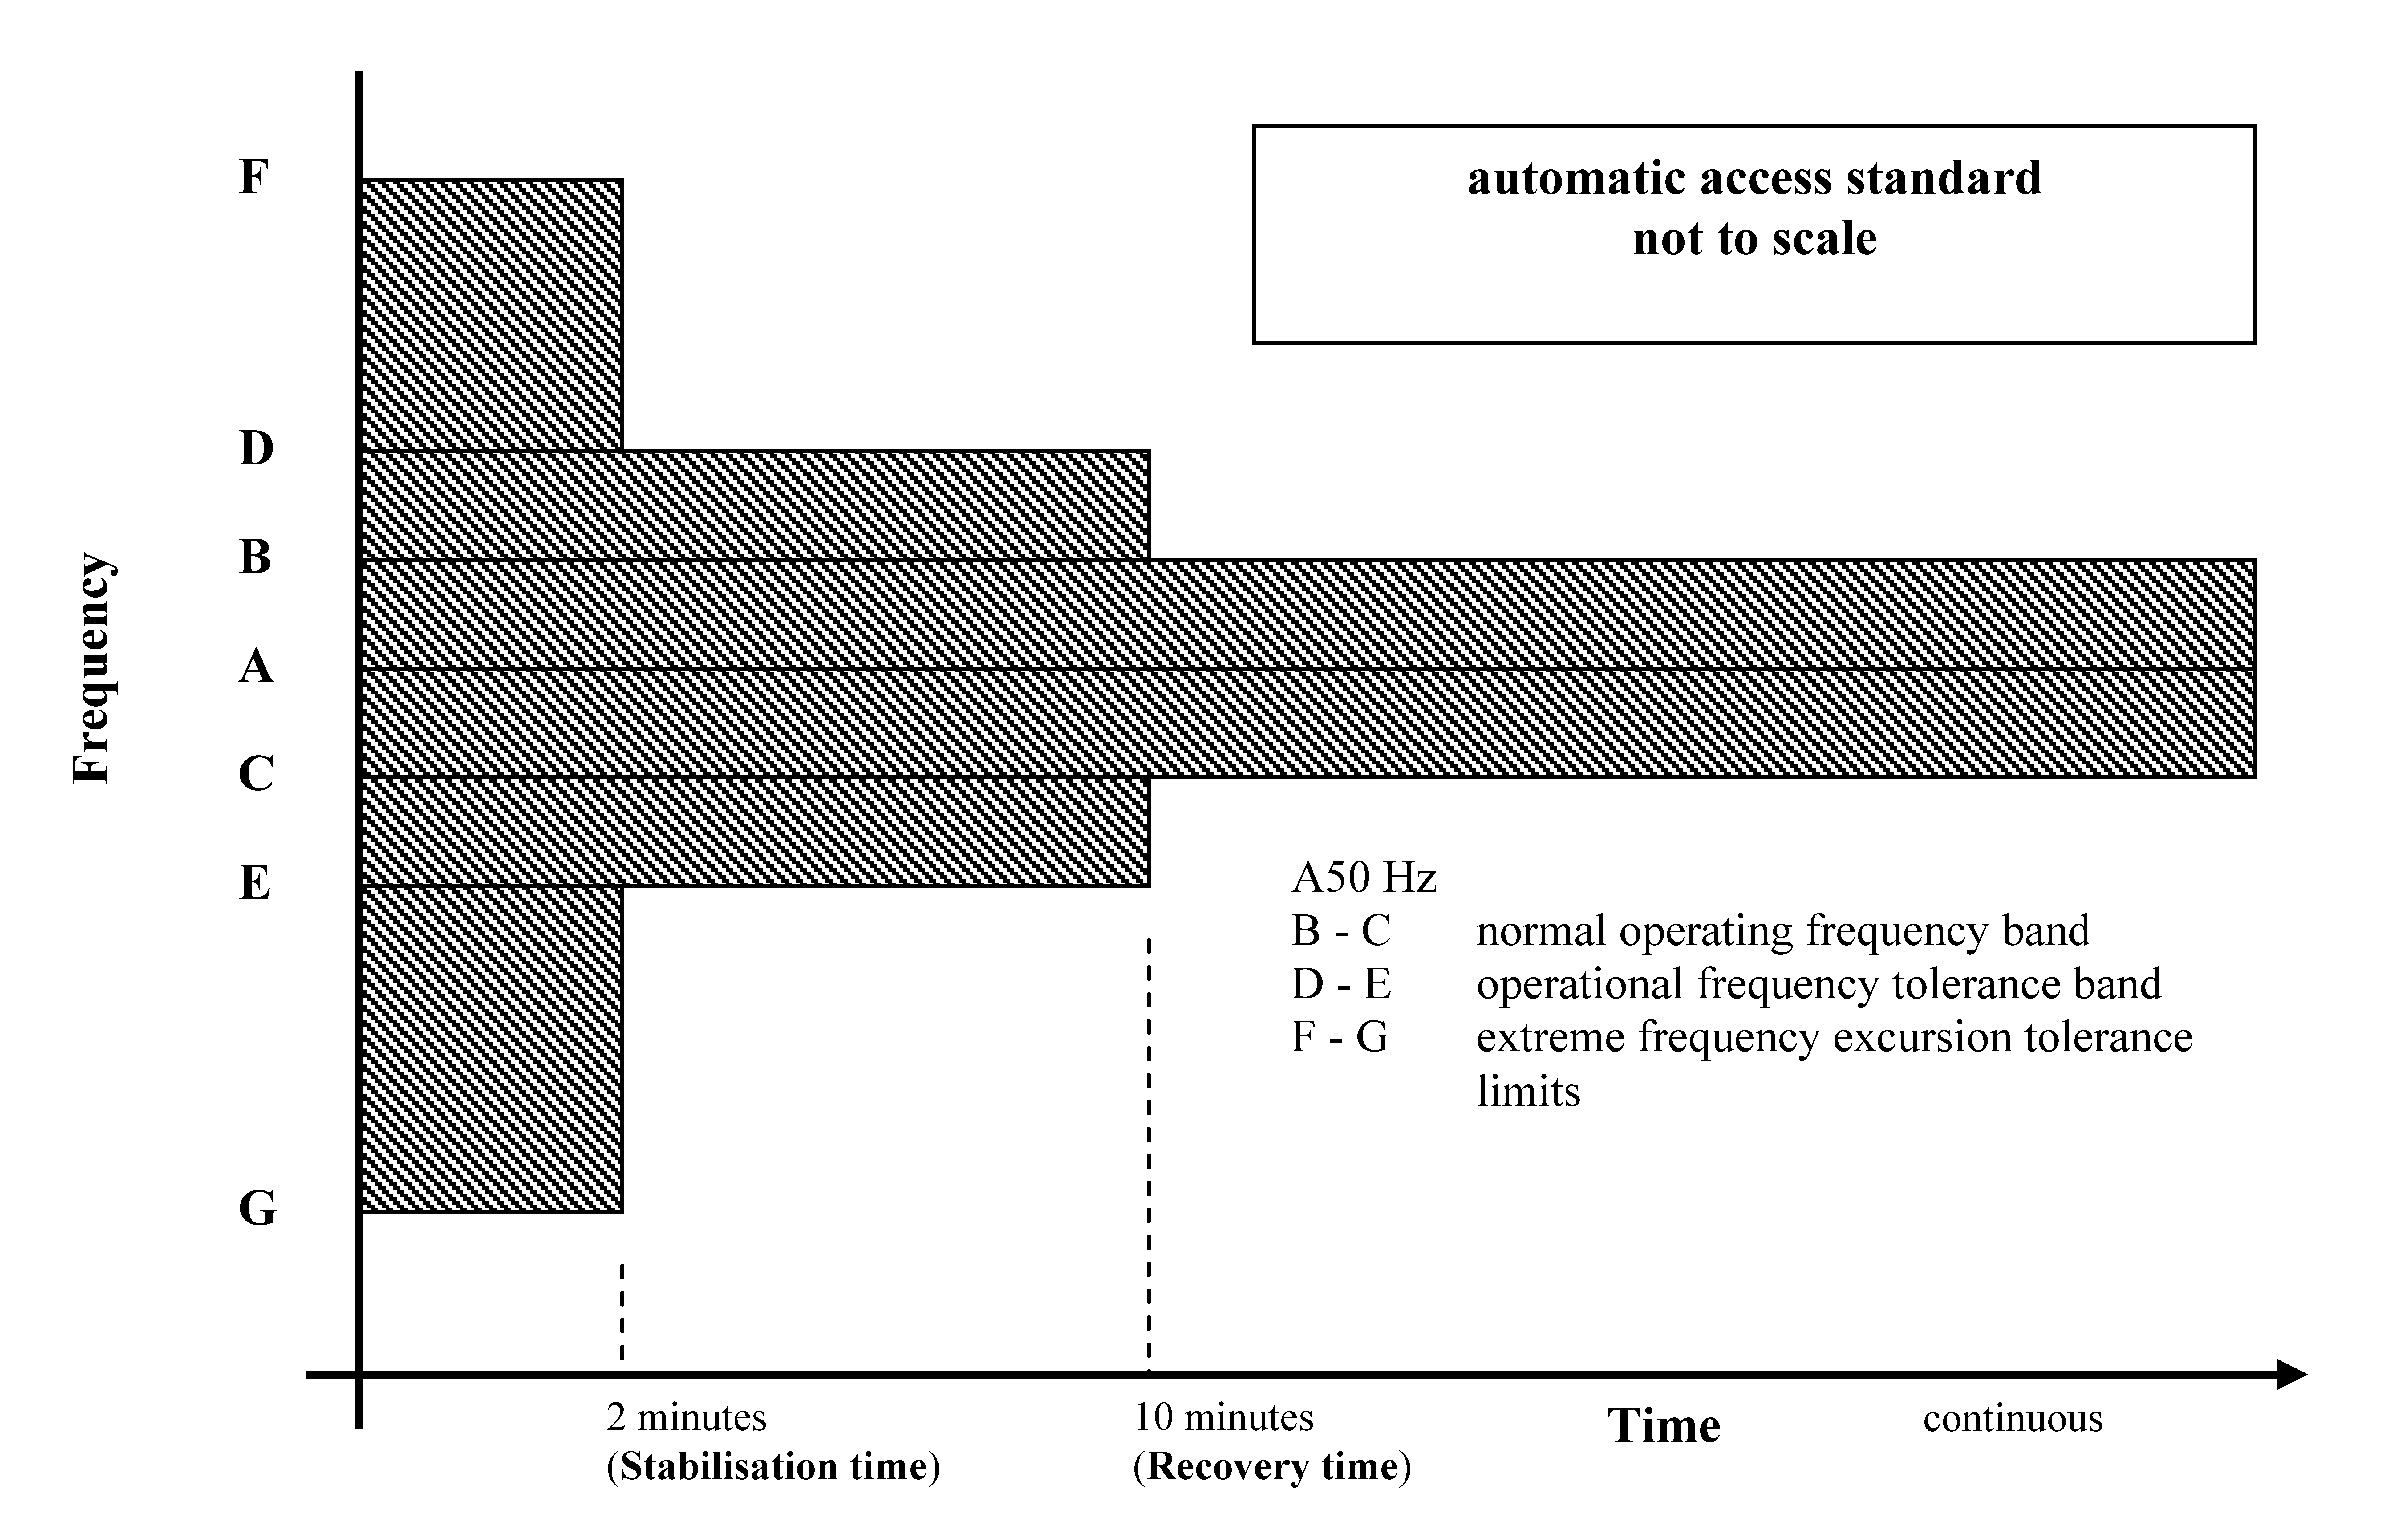 automatic access standard
not to scale
F
D
B
A
C
E
G
Frequency
A50 Hz
B - C normal operating frequency band
D - E operational frequency tolerance band
F - G extreme frequency excursion tolerance
limits
2 minutes
(Stabilisation time)
10 minutes
(Recovery time)
Time
continuous